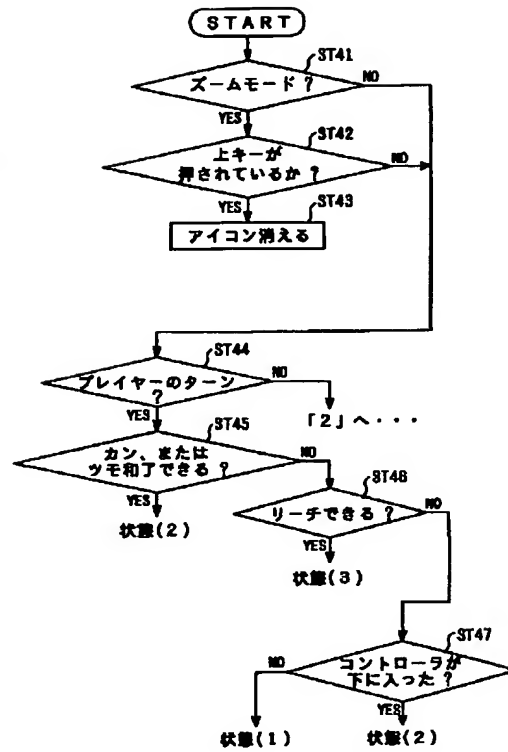 START
ST41
ズームモード ?
NO
YES
ST42
上キーが
押されているか ?
NO
YES
ST43
アイコン消える
ST44
プレイヤーのターン
?
NO
YES
「2」へ・・・
ST45
カン、または
ツモ和了できる ?
NO
YES
状態(2)
ST46
リーチできる ?
NO
YES
状態(3)
ST47
コントローラが
下に入った ?
NO
YES
状態(1)
状態(2)